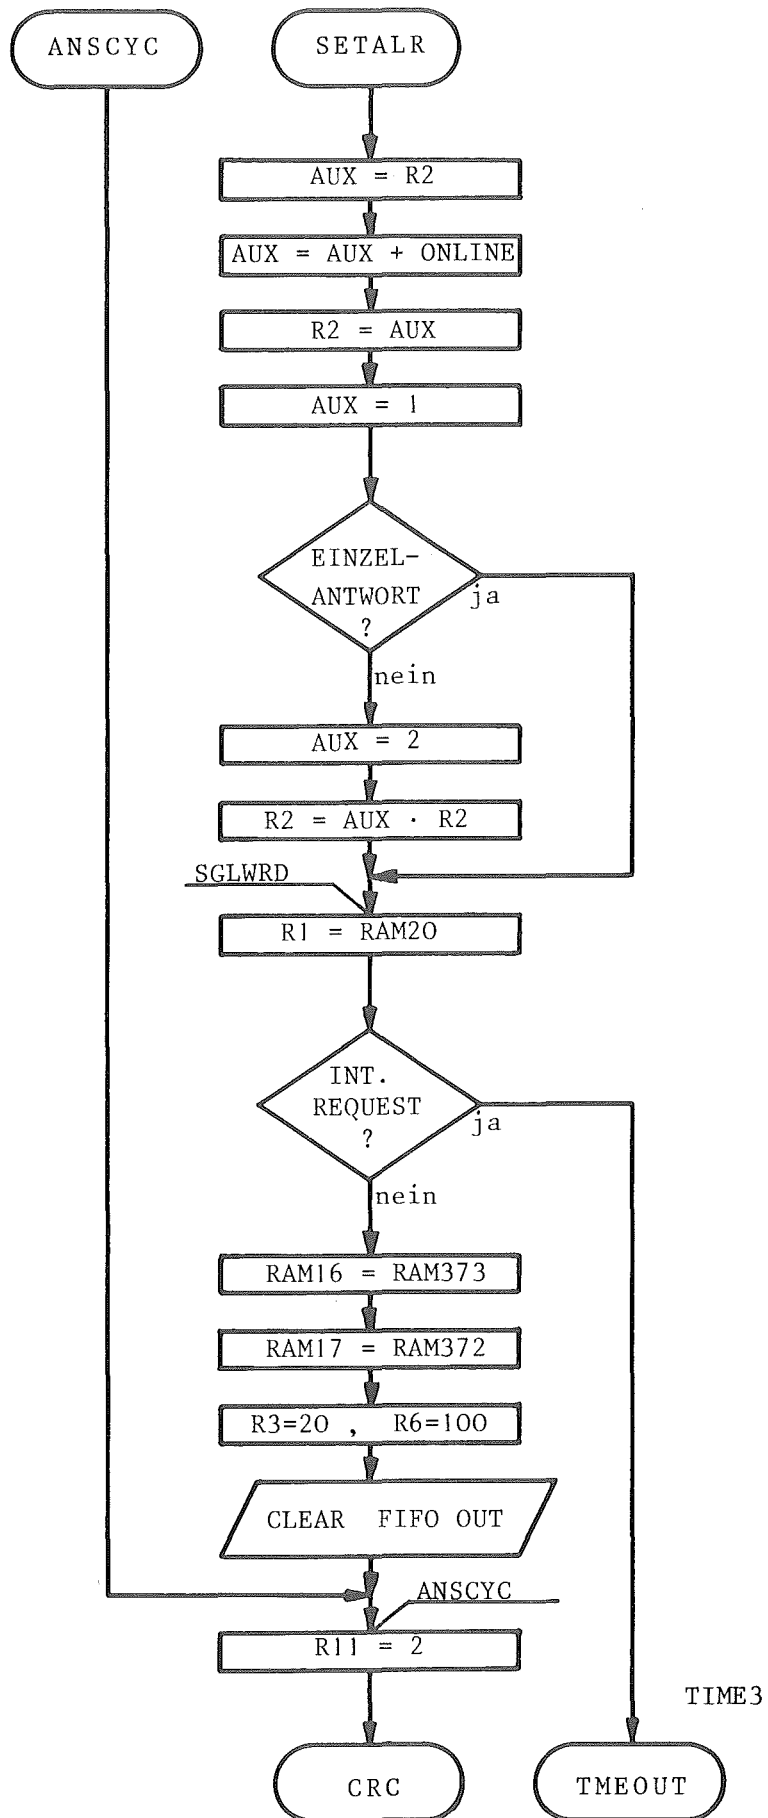 ANSCYC
SETALR
AUX = R2
AUX = AUX + ONLINE
R2 = AUX
AUX = 1
EINZEL-
ANTWORT
?
ja
nein
AUX = 2
R2 = AUX · R2
SGLWRD
R1 = RAM20
INT.
REQUEST
?
ja
nein
RAM16 = RAM373
RAM17 = RAM372
R3=20 , R6=100
CLEAR FIFO OUT
ANSCYC
R11 = 2
TIME3
CRC
TMEOUT